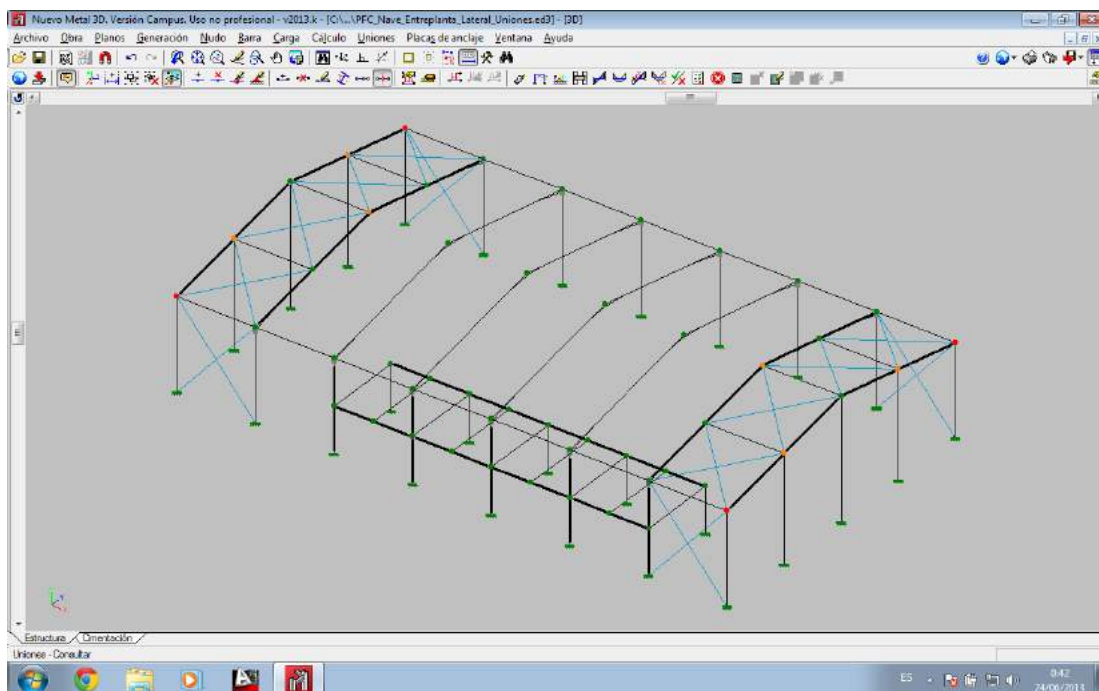 Nuevo Metal 3D. Versión Campus. Uso no profesional - v2013.k - [C:\...\PFC_Nave_Entreplanta_Lateral_Uniones.ed3] - [3D]
Archivo Obra Planos Generación Nudo Barra Carga Cálculo Uniones Placas de anclaje Ventana Ayuda
Estructura Cimentación
Uniones - Consultar
ES 0:42
24/06/2013